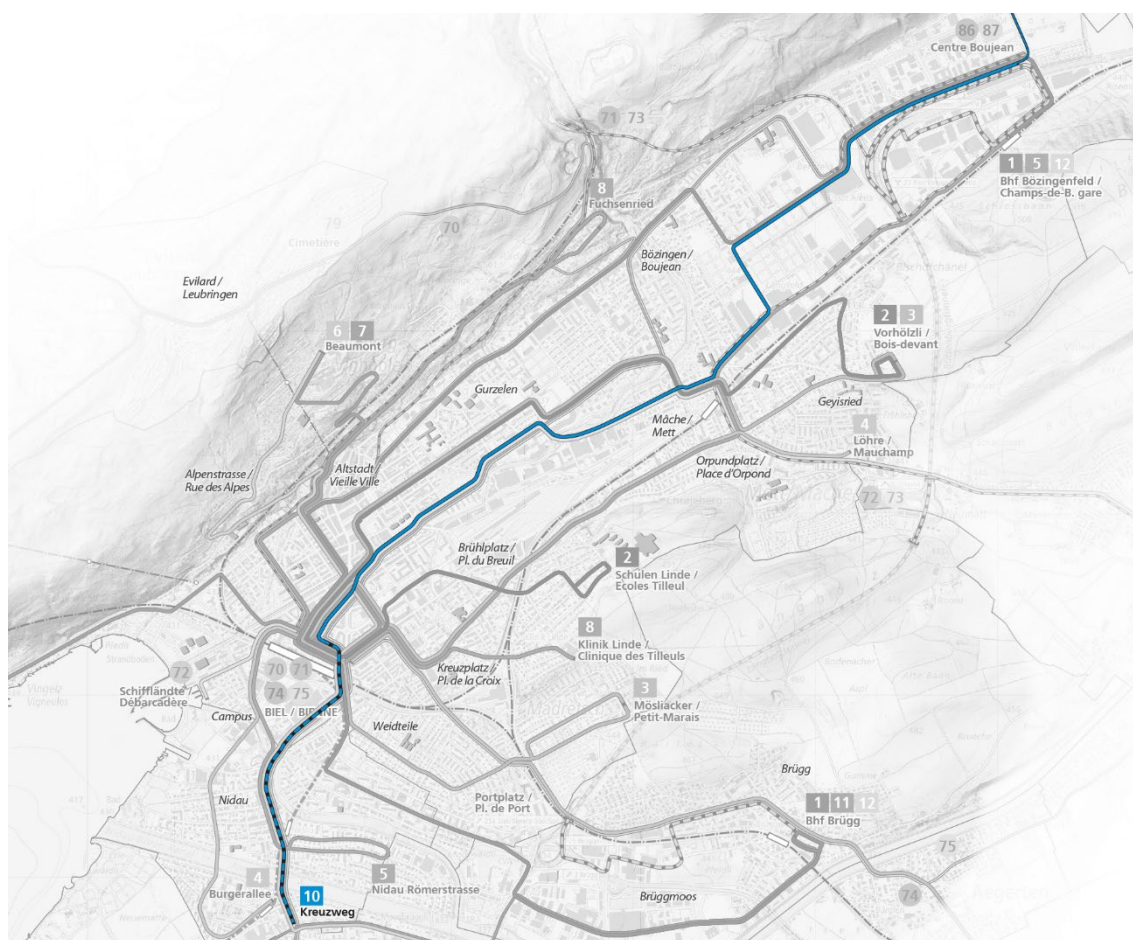 86 87
Centre Boujean
71 73
1 5 12
Bhf Bözingenfeld /
Champs-de-B. gare
8
Fuchsenried
79
Cimetière
70
Bözingen /
Boujean
Evilard /
Leubringen
2 3
Vorhölzli /
Bois-devant
6 7
Beaumont
Gurzelen
Geyisried
Mâche /
Mett
4
Löhre /
Mauchamp
Alpenstrasse /
Rue des Alpes
Altstadt /
Vieille Ville
Orpundplatz /
Place d'Orpond
72 73
Brühlplatz /
Pl. du Breuil
2
Schulen Linde /
Ecoles Tilleul
8
Klinik Linde /
Clinique des Tilleuls
Kreuzplatz /
Pl. de la Croix
72
Schifflände /
Débarcadère
70 71
74 75
BIEL / BIENNE
3
Mösliacker /
Petit-Marais
Campus
Weidteile
Brügg
Nidau
Portplatz /
Pl. de Port
1 11 12
Bhf Brügg
75
4
Burgerallee
5
Nidau Römerstrasse
10
Kreuzweg
Brüggmoos
74